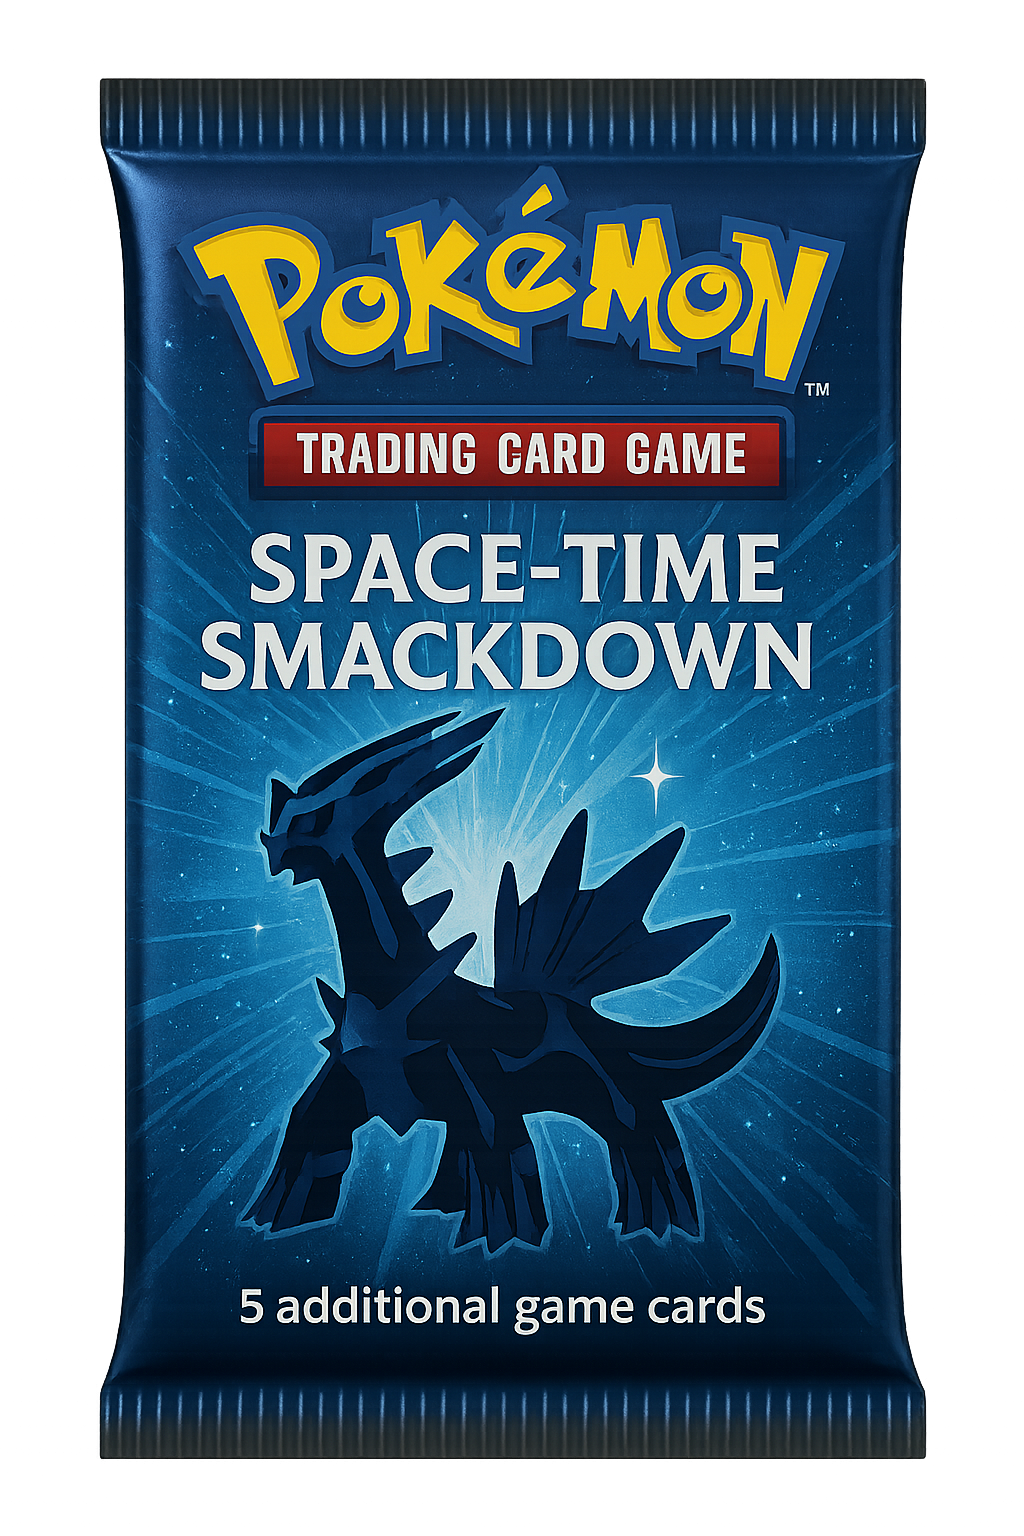 POKéMON
TM
TRADING CARD GAME
SPACE-TIME
SMACKDOWN
5 additional game cards